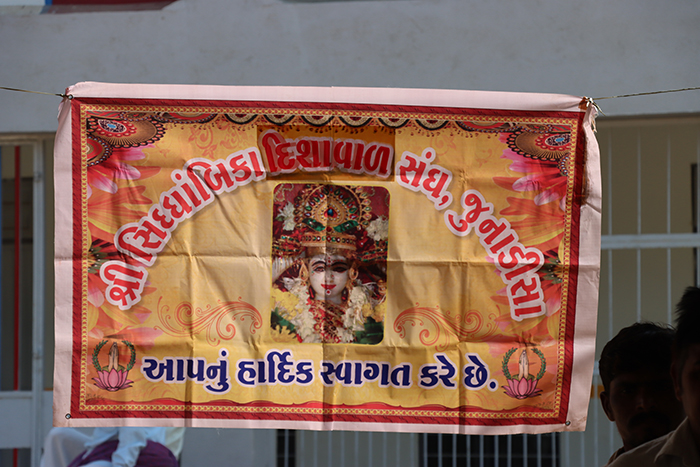 શ્રી સિધ્ધાંબિકા દિશાવાળ સંઘ, જુનાડીસા
આપનું હાર્દિક સ્વાગત કરે છે.